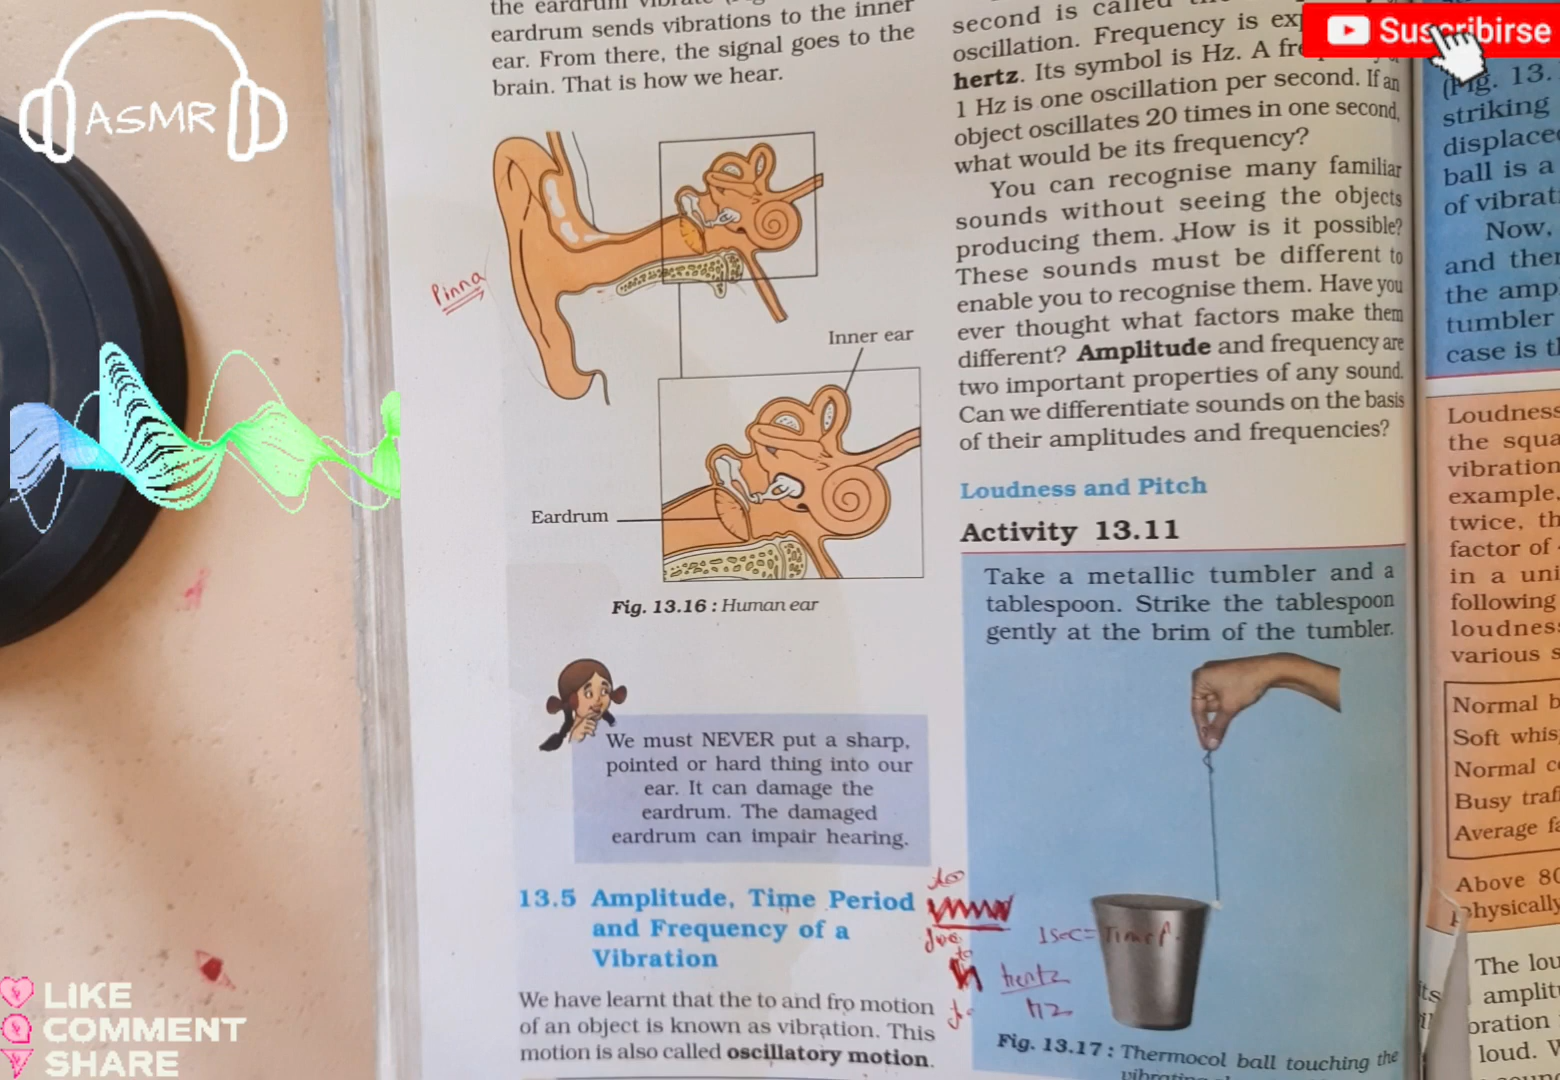 ASMR
the eardrum
eardrum sends vibrations to the inner
ear. From there, the signal goes to the
brain. That is how we hear.
Pinna
Inner ear
Eardrum
Fig. 13.16 : Human ear
We must NEVER put a sharp,
pointed or hard thing into our
ear. It can damage the
eardrum. The damaged
eardrum can impair hearing.
13.5 Amplitude, Time Period
and Frequency of a
Vibration
We have learnt that the to and fro motion
of an object is known as vibration. This
motion is also called oscillatory motion.
second is called
oscillation. Frequency is
hertz. Its symbol is Hz. A
1 Hz is one oscillation per second. If an
object oscillates 20 times in one second,
what would be its frequency?
You can recognise many familiar
sounds without seeing the objects
producing them. How is it possible?
These sounds must be different to
enable you to recognise them. Have you
ever thought what factors make them
different? Amplitude and frequency are
two important properties of any sound.
Can we differentiate sounds on the basis
of their amplitudes and frequencies?
Loudness and Pitch
Activity 13.11
Take a metallic tumbler and a
tablespoon. Strike the tablespoon
gently at the brim of the tumbler.
to
1 sec =
to
hertz
Hz
Fig. 13.17 : Thermocol ball touching the
Suscribirse
(Fig. 13.
striking
displace
ball is a
of vibrat
Now,
and ther
the amp
tumbler
case is
Loudness
the squa
vibration
example,
twice, th
factor of
in a uni
following
loudness
various s
Normal b
Soft whis
Normal c
Busy traf
Average fa
Above 80
physically
The lou
amplit
loud. W
LIKE
COMMENT
SHARE